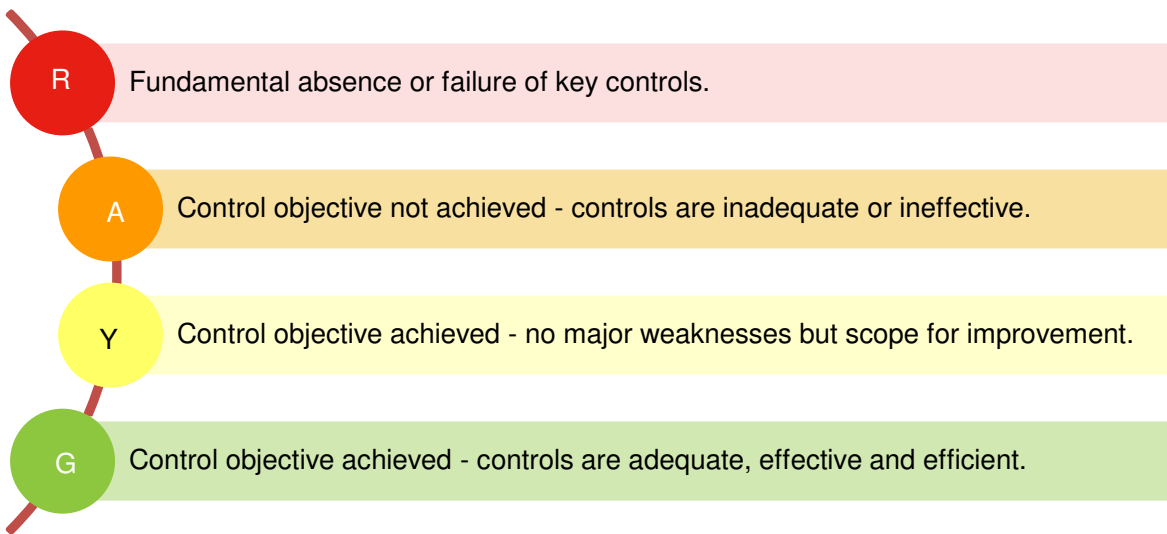 R
Fundamental absence or failure of key controls.
A
Control objective not achieved - controls are inadequate or ineffective.
Y
Control objective achieved - no major weaknesses but scope for improvement.
G
Control objective achieved - controls are adequate, effective and efficient.